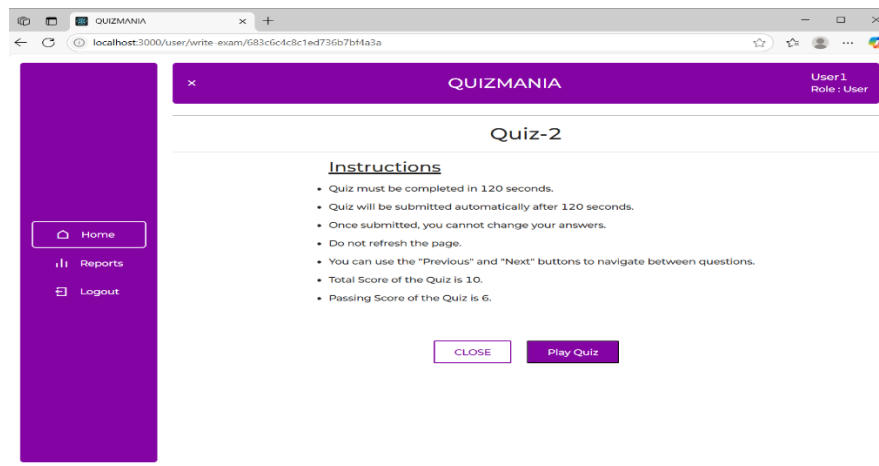 QUIZMANIA
localhost:3000/user/write-exam/683c6c4c8c1ed736b7bf4a3a
QUIZMANIA
User1
Role : User
Quiz-2
Instructions
• Quiz must be completed in 120 seconds.
• Quiz will be submitted automatically after 120 seconds.
• Once submitted, you cannot change your answers.
• Do not refresh the page.
• You can use the "Previous" and "Next" buttons to navigate between questions.
• Total Score of the Quiz is 10.
• Passing Score of the Quiz is 6.
Home
Reports
Logout
CLOSE
Play Quiz